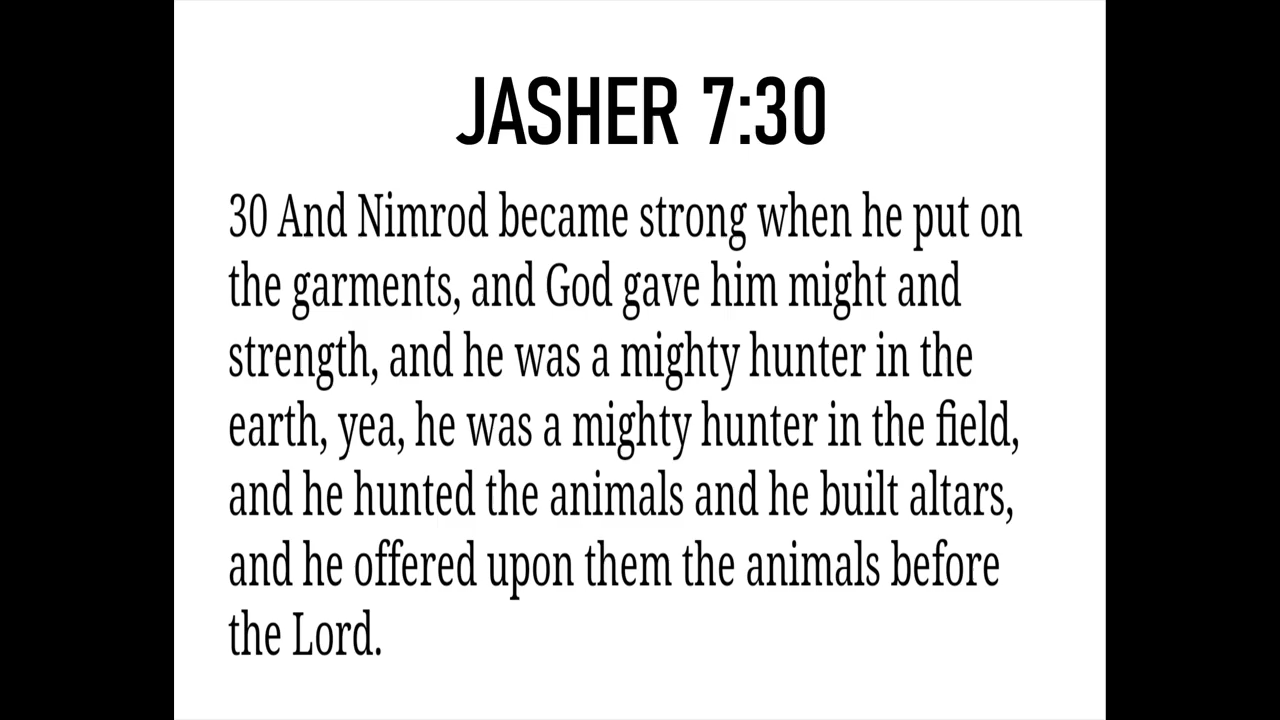 JASHER 7:30
30 And Nimrod became strong when he put on
the garments, and God gave him might and
strength, and he was a mighty hunter in the
earth, yea, he was a mighty hunter in the field,
and he hunted the animals and he built altars,
and he offered upon them the animals before
the Lord.